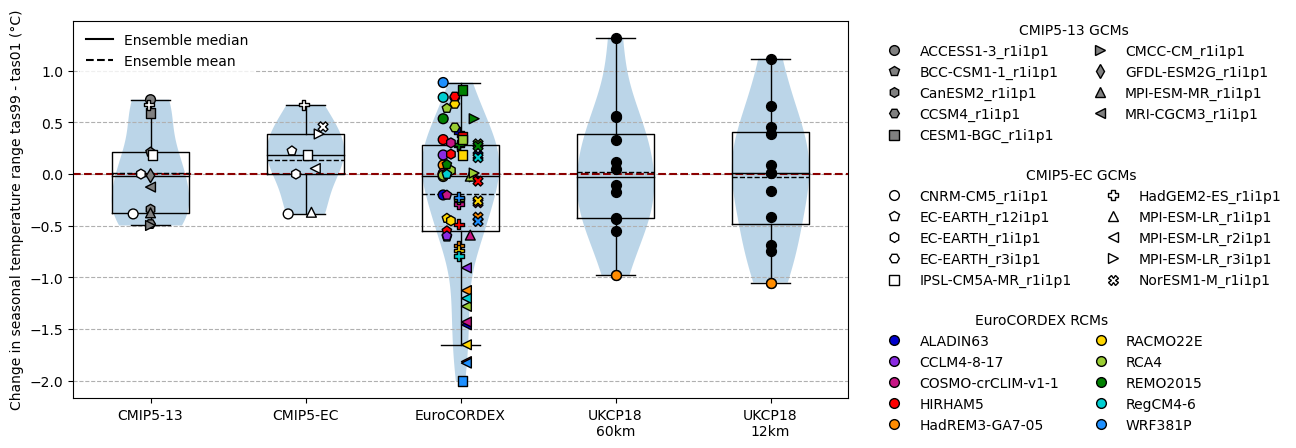 Change in seasonal temperature range tas99 - tas01 (°C)
Ensemble median
Ensemble mean
1.0
0.5
0.0
−0.5
−1.0
−1.5
−2.0
CMIP5-13
CMIP5-EC
EuroCORDEX
UKCP18
60km
UKCP18
12km
CMIP5-13 GCMs
ACCESS1-3_r1i1p1
BCC-CSM1-1_r1i1p1
CanESM2_r1i1p1
CCSM4_r1i1p1
CESM1-BGC_r1i1p1
CMCC-CM_r1i1p1
GFDL-ESM2G_r1i1p1
MPI-ESM-MR_r1i1p1
MRI-CGCM3_r1i1p1
CMIP5-EC GCMs
CNRM-CM5_r1i1p1
EC-EARTH_r12i1p1
EC-EARTH_r1i1p1
EC-EARTH_r3i1p1
IPSL-CM5A-MR_r1i1p1
HadGEM2-ES_r1i1p1
MPI-ESM-LR_r1i1p1
MPI-ESM-LR_r2i1p1
MPI-ESM-LR_r3i1p1
NorESM1-M_r1i1p1
EuroCORDEX RCMs
ALADIN63
CCLM4-8-17
COSMO-crCLIM-v1-1
HIRHAM5
HadREM3-GA7-05
RACMO22E
RCA4
REMO2015
RegCM4-6
WRF381P